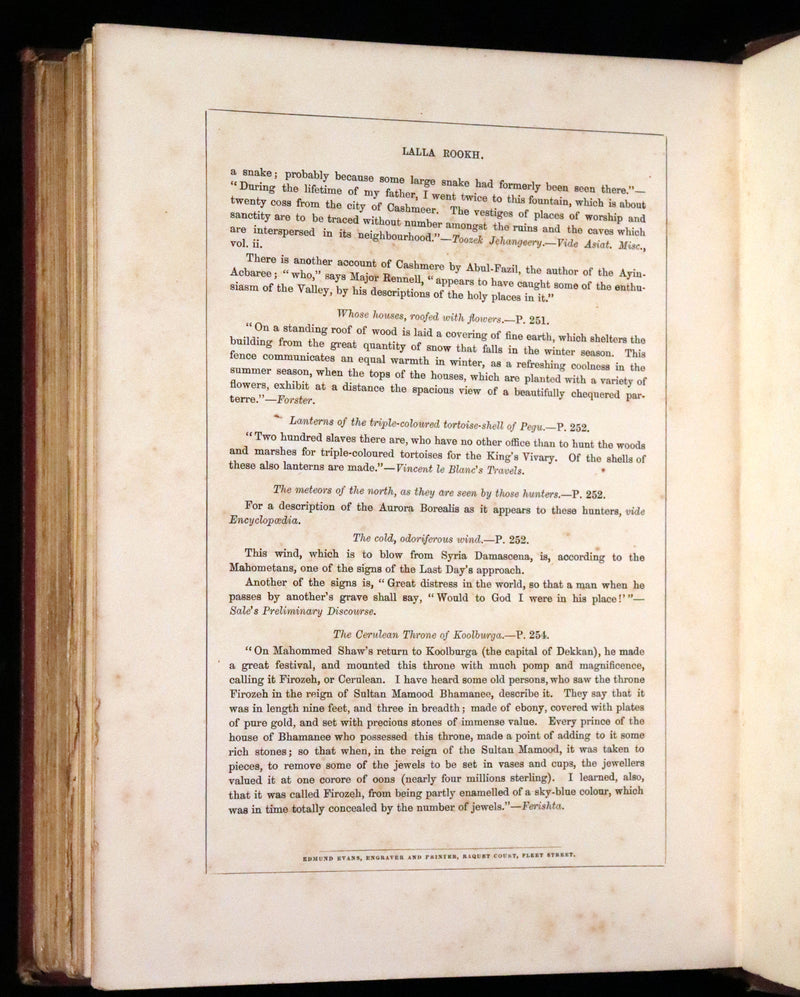 LALLA ROOKH.
a snake; probably because some large snake had formerly been seen there."—
"During the lifetime of my father, I went twice to this fountain, which is about
twenty coss from the city of Cashmeer. The vestiges of places of worship and
sanctity are to be traced without number amongst the ruins and the caves which
are interspersed in its neighbourhood."—Toozek Jehangeery.—Vide Asiat. Misc.,
vol. ii.
There is another account of Cashmere by Abul-Fazil, the author of the Ayin-
Acbaree; "who," says Major Rennell, "appears to have caught some of the enthu-
siasm of the Valley, by his descriptions of the holy places in it."
Whose houses, roofed with flowers.—P. 251.
"On a standing roof of wood is laid a covering of fine earth, which shelters the
building from the great quantity of snow that falls in the winter season. This
fence communicates an equal warmth in winter, as a refreshing coolness in the
summer season, when the tops of the houses, which are planted with a variety of
flowers, exhibit at a distance the spacious view of a beautifully chequered par-
terre."—Forster.
Lanterns of the triple-coloured tortoise-shell of Pegu.—P. 252.
"Two hundred slaves there are, who have no other office than to hunt the woods
and marshes for triple-coloured tortoises for the King's Vivary. Of the shells of
these also lanterns are made."—Vincent le Blanc's Travels.
The meteors of the north, as they are seen by those hunters.—P. 252.
For a description of the Aurora Borealis as it appears to these hunters, vide
Encyclopædia.
The cold, odoriferous wind.—P. 252.
This wind, which is to blow from Syria Damascena, is, according to the
Mahometans, one of the signs of the Last Day's approach.
Another of the signs is, "Great distress in the world, so that a man when he
passes by another's grave shall say, "Would to God I were in his place!'"—
Sale's Preliminary Discourse.
The Cerulean Throne of Koolburga.—P. 254.
"On Mahommed Shaw's return to Koolburga (the capital of Dekkan), he made
a great festival, and mounted this throne with much pomp and magnificence,
calling it Firozeh, or Cerulean. I have heard some old persons, who saw the throne
Firozeh in the reign of Sultan Mamood Bhamanee, describe it. They say that it
was in length nine feet, and three in breadth; made of ebony, covered with plates
of pure gold, and set with precious stones of immense value. Every prince of the
house of Bhamanee who possessed this throne, made a point of adding to it some
rich stones; so that when, in the reign of the Sultan Mamood, it was taken to
pieces, to remove some of the jewels to be set in vases and cups, the jewellers
valued it at one corore of oons (nearly four millions sterling). I learned, also,
that it was called Firozeh, from being partly enamelled of a sky-blue colour, which
was in time totally concealed by the number of jewels."—Ferishta.
EDMUND EVANS, ENGRAVER AND PRINTER, RAQUET COURT, FLEET STREET.